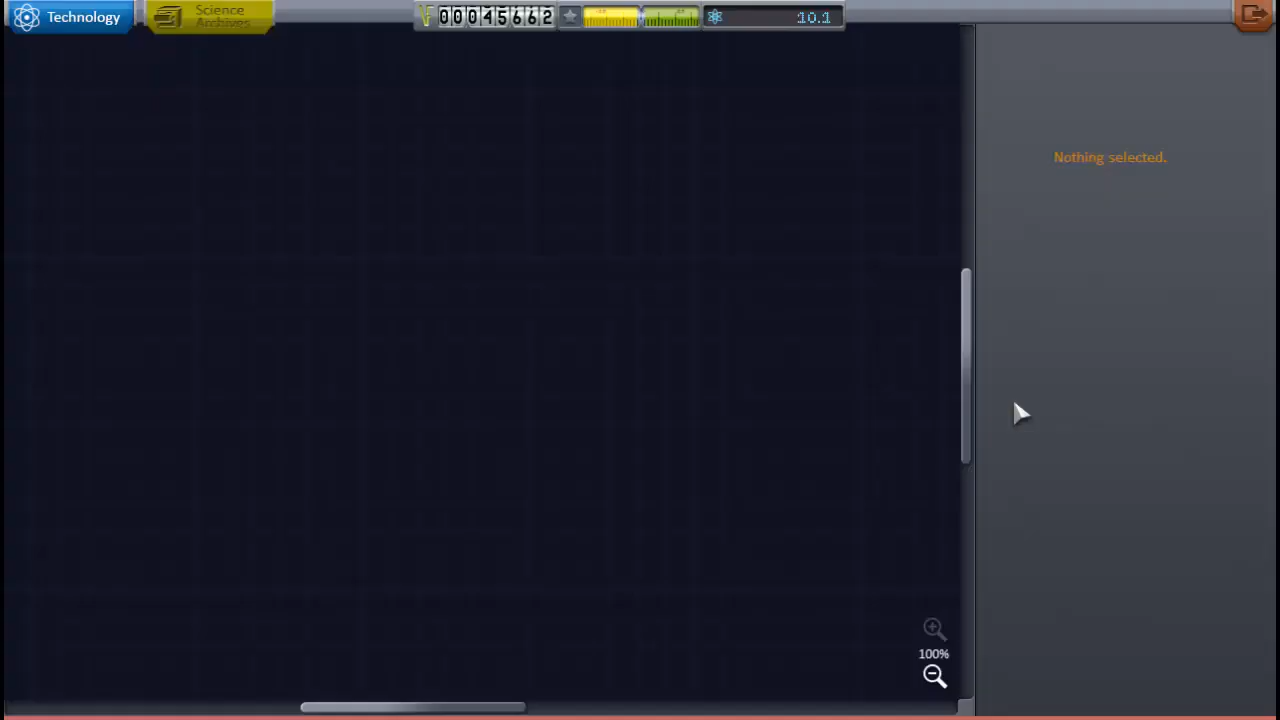 Technology
Science
Archives
00045662
10.1
Nothing selected.
100%